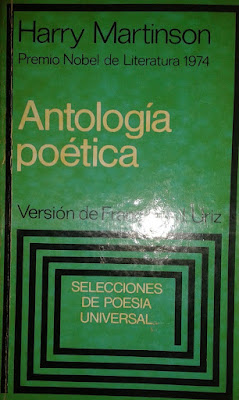 Harry Martinson
Premio Nobel de Literatura 1974
Antología
poética
Versión de Uriz
SELECCIONES
DE POESIA
UNIVERSAL